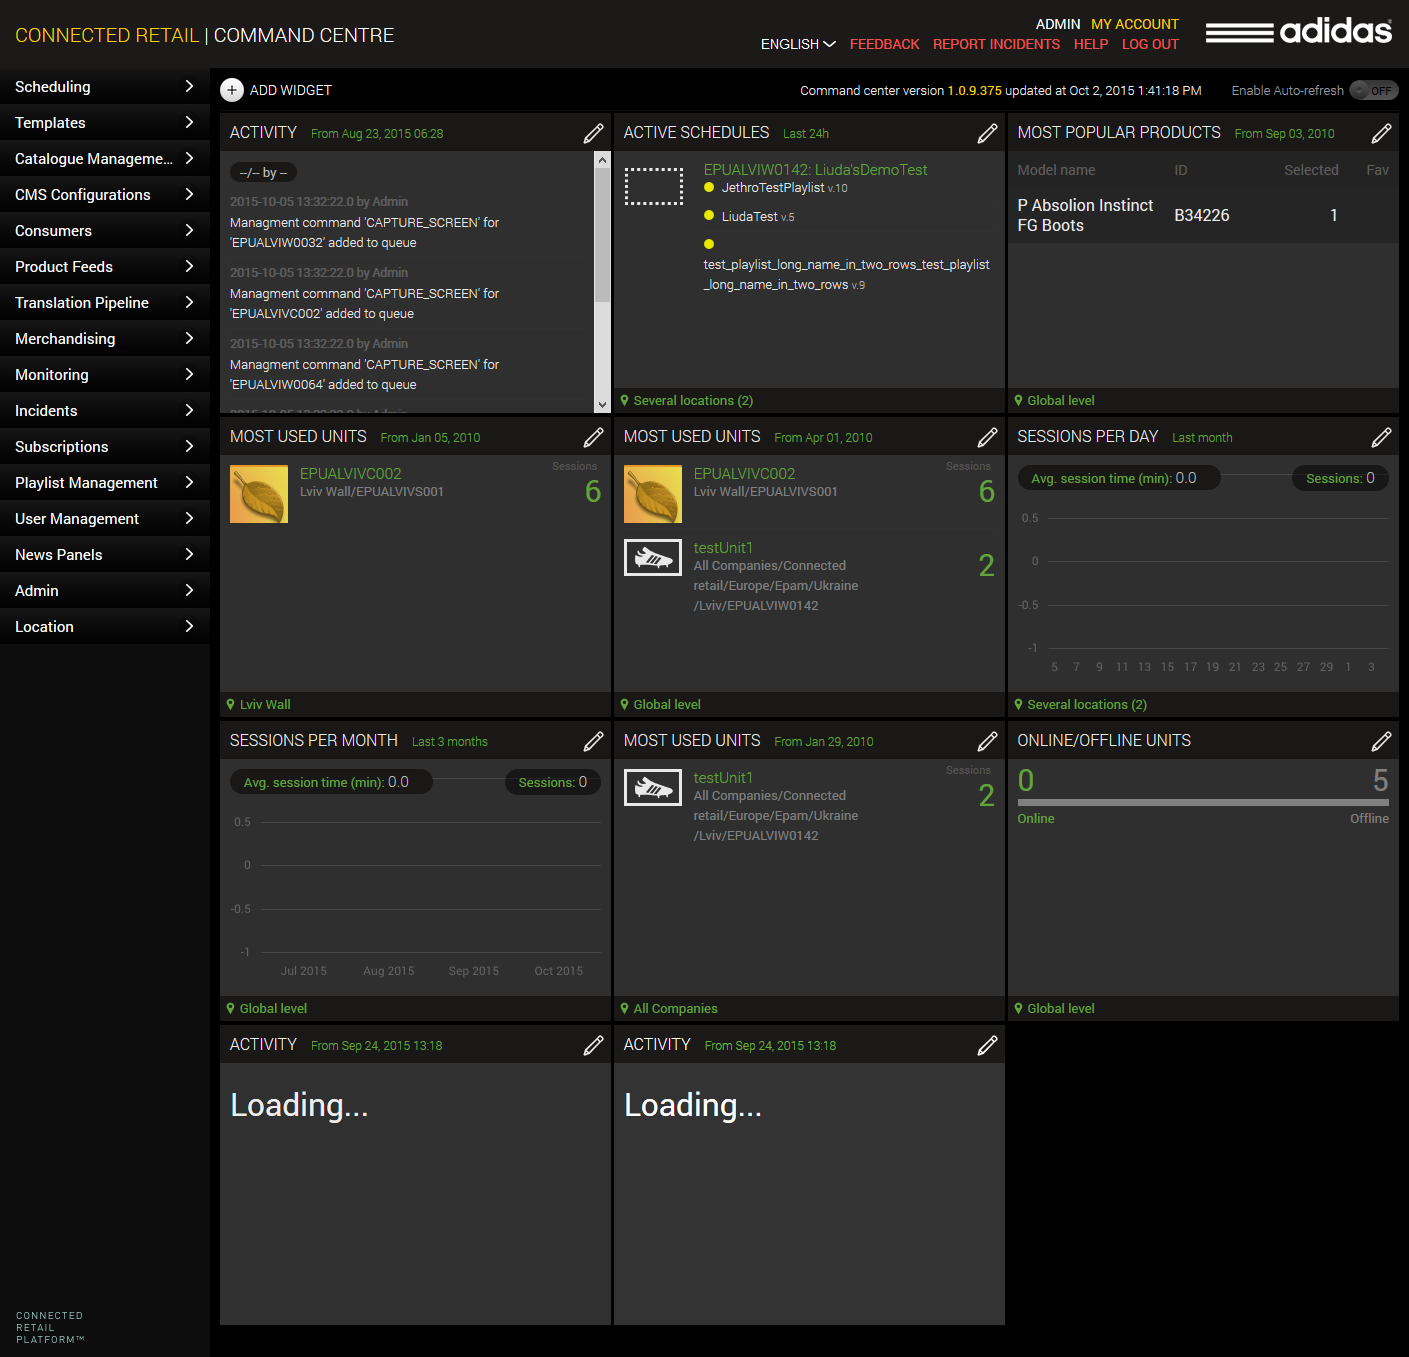 CONNECTED RETAIL | COMMAND CENTRE
ADMIN MY ACCOUNT
ENGLISH FEEDBACK REPORT INCIDENTS HELP LOG OUT
adidas
Scheduling
Templates
Catalogue Manageme...
CMS Configurations
Consumers
Product Feeds
Translation Pipeline
Merchandising
Monitoring
Incidents
Subscriptions
Playlist Management
User Management
News Panels
Admin
Location
CONNECTED
RETAIL
PLATFORM™
+ ADD WIDGET
Command center version 1.0.9.375 updated at Oct 2, 2015 1:41:18 PM
Enable Auto-refresh OFF
ACTIVITY From Aug 23, 2015 06:28
--/-- by --
2015-10-05 13:32:22.0 by Admin
Managment command 'CAPTURE_SCREEN' for
'EPUALVIW0032' added to queue
2015-10-05 13:32:22.0 by Admin
Managment command 'CAPTURE_SCREEN' for
'EPUALVIVC002' added to queue
2015-10-05 13:32:22.0 by Admin
Managment command 'CAPTURE_SCREEN' for
'EPUALVIW0064' added to queue
2015-10-05 13:32:22.0 by Admin
ACTIVE SCHEDULES Last 24h
EPUALVIW0142: Liuda'sDemoTest
JethroTestPlaylist v.10
LiudaTest v.5
test_playlist_long_name_in_two_rows_test_playlist
_long_name_in_two_rows v.9
Several locations (2)
MOST POPULAR PRODUCTS From Sep 03, 2010
Model name ID Selected Fav
P Absolion Instinct
FG Boots B34226 1
Global level
MOST USED UNITS From Jan 05, 2010
Sessions
EPUALVIVC002
Lviv Wall/EPUALVIVS001
6
Lviv Wall
MOST USED UNITS From Apr 01, 2010
Sessions
EPUALVIVC002
Lviv Wall/EPUALVIVS001
6
testUnit1
All Companies/Connected
retail/Europe/Epam/Ukraine
/Lviv/EPUALVIW0142
2
Global level
SESSIONS PER DAY Last month
Avg. session time (min): 0.0 Sessions: 0
0.5
0
-0.5
-1
5 7 9 11 13 15 17 19 21 23 25 27 29 1 3
Several locations (2)
SESSIONS PER MONTH Last 3 months
Avg. session time (min): 0.0 Sessions: 0
0.5
0
-0.5
-1
Jul 2015 Aug 2015 Sep 2015 Oct 2015
Global level
MOST USED UNITS From Jan 29, 2010
Sessions
testUnit1
All Companies/Connected
retail/Europe/Epam/Ukraine
/Lviv/EPUALVIW0142
2
All Companies
ONLINE/OFFLINE UNITS
0 5
Online Offline
Global level
ACTIVITY From Sep 24, 2015 13:18
Loading...
ACTIVITY From Sep 24, 2015 13:18
Loading...